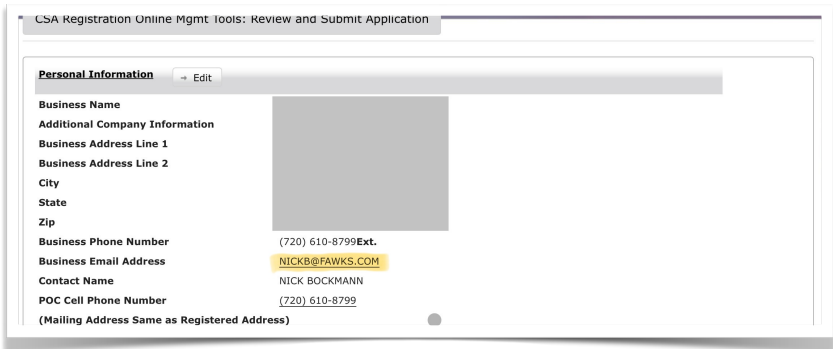 CSA Registration Online Mgmt Tools: Review and Submit Application
Personal Information → Edit
Business Name
Additional Company Information
Business Address Line 1
Business Address Line 2
City
State
Zip
Business Phone Number (720) 610-8799Ext.
Business Email Address NICKB@FAWKS.COM
Contact Name NICK BOCKMANN
POC Cell Phone Number (720) 610-8799
(Mailing Address Same as Registered Address)